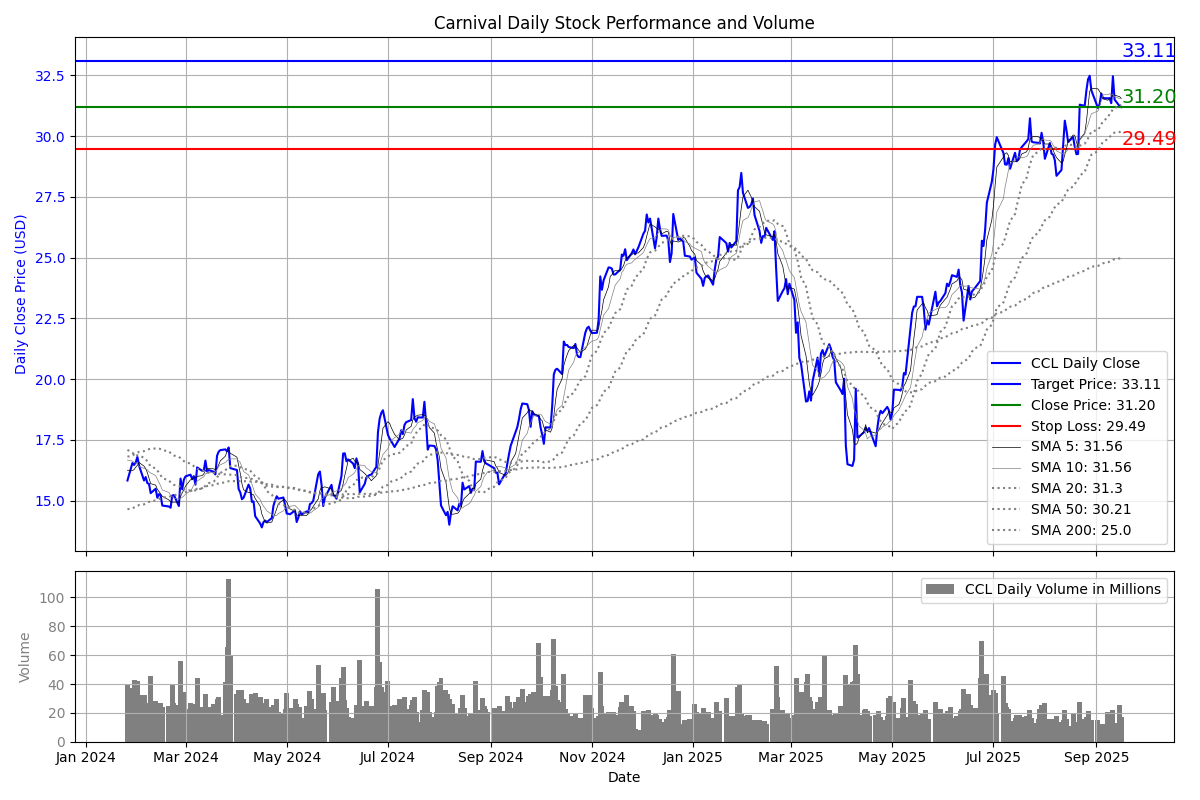 Carnival Daily Stock Performance and Volume
Daily Close Price (USD)
32.5
30.0
27.5
25.0
22.5
20.0
17.5
15.0
33.11
31.20
29.49
CCL Daily Close
Target Price: 33.11
Close Price: 31.20
Stop Loss: 29.49
SMA 5: 31.56
SMA 10: 31.56
SMA 20: 31.3
SMA 50: 30.21
SMA 200: 25.0
Volume
100
80
60
40
20
0
CCL Daily Volume in Millions
Jan 2024 Mar 2024 May 2024 Jul 2024 Sep 2024 Nov 2024 Jan 2025 Mar 2025 May 2025 Jul 2025 Sep 2025
Date